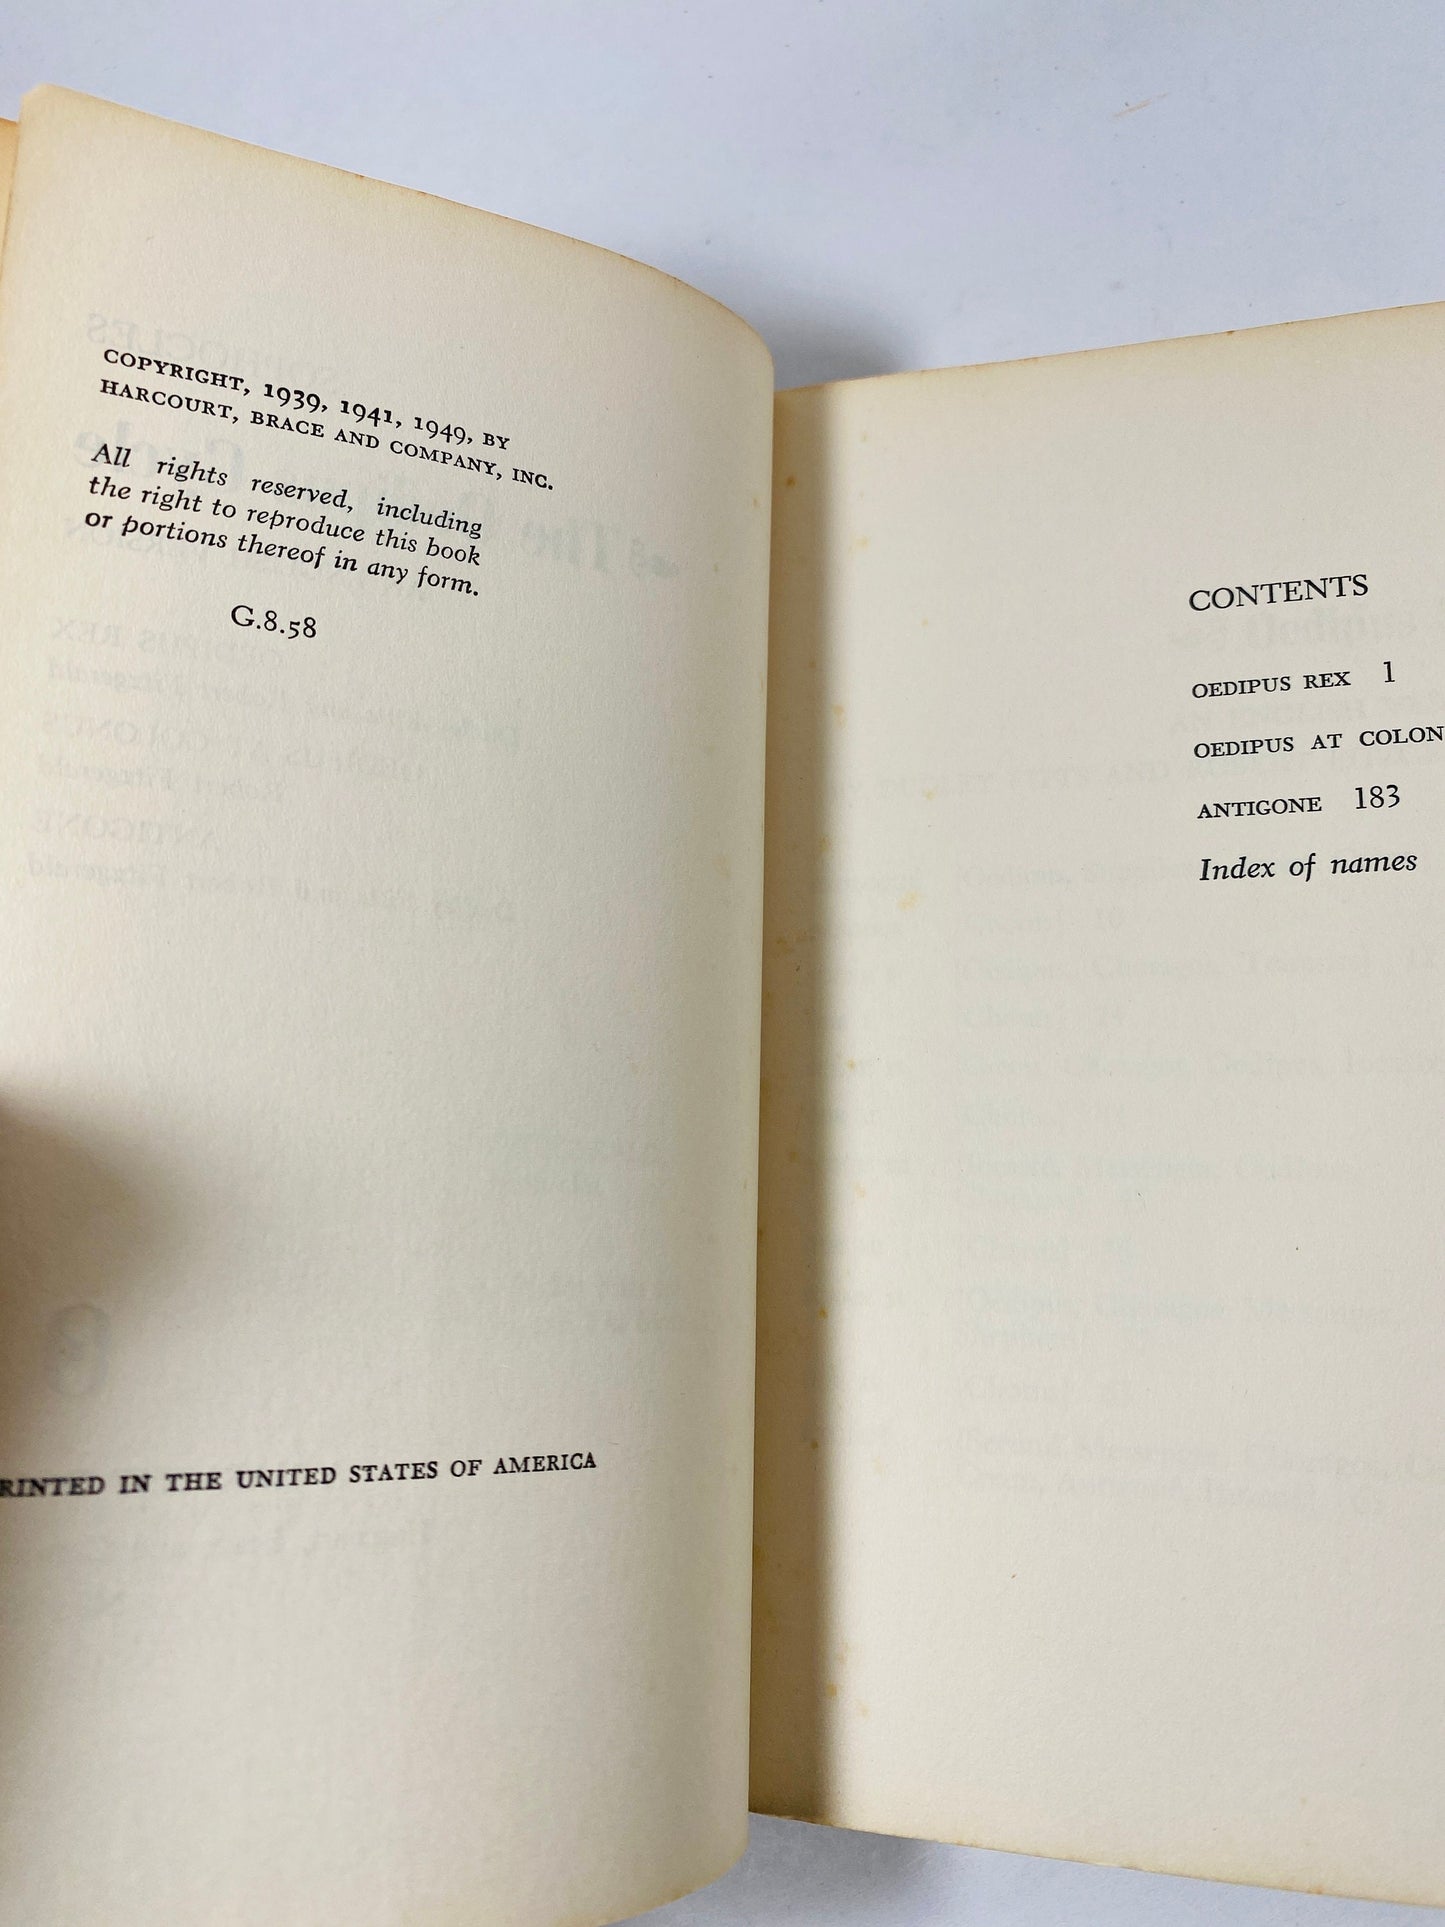 COPYRIGHT, 1939, 1941, 1949, BY
HARCOURT, BRACE AND COMPANY, INC.
All rights reserved, including
the right to reproduce this book
or portions thereof in any form.
G.8.58
RINTED IN THE UNITED STATES OF AMERICA
CONTENTS
OEDIPUS REX 1
OEDIPUS AT COLON
ANTIGONE 183
Index of names